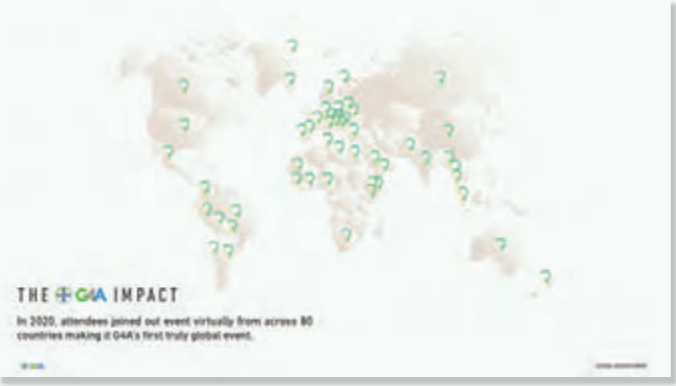 THE G4A IMPACT
In 2020, attendees joined out event virtually from across 80
countries making it G4A's first truly global event.